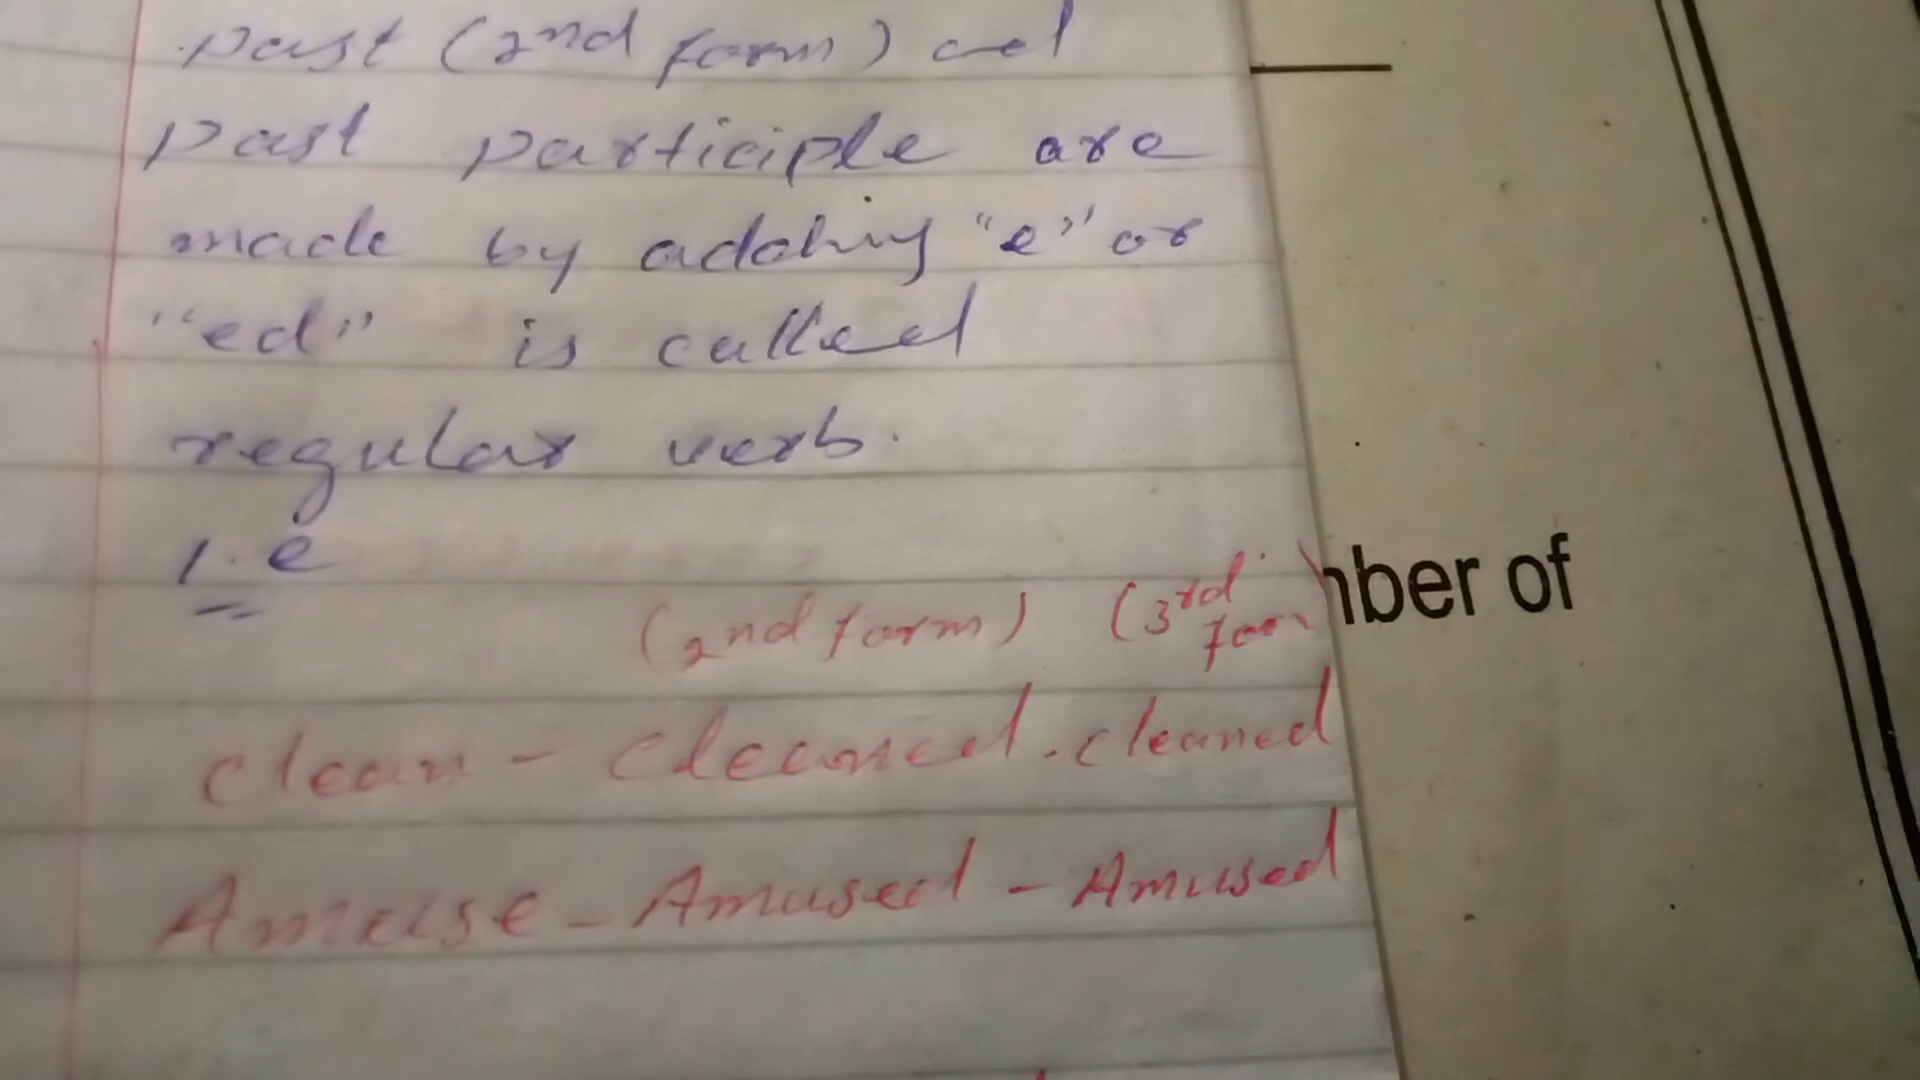 past (2nd form) and
past participle are
made by adding "e" or
"ed" is called
regular verb.
i.e
(2nd form) (3rd form)
clean - cleaned - cleaned
Amuse - Amused - Amused
nber of